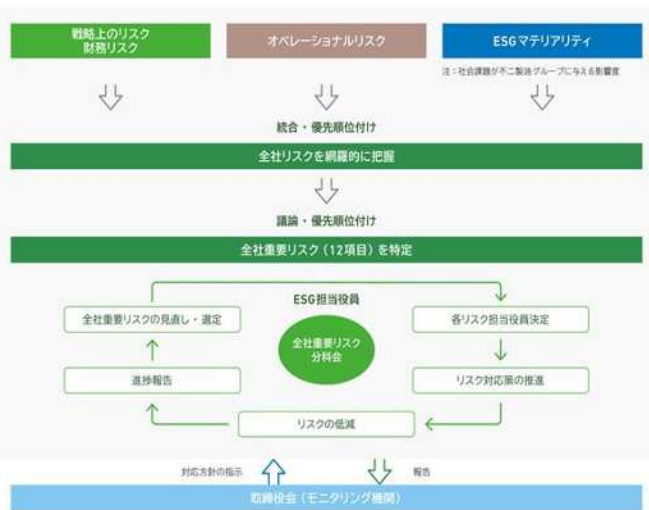 戦略上のリスク
財務リスク
オペレーショナルリスク
ESGマテリアリティ
注:社会課題が不二製油グループに与える影響度
統合・優先順位付け
全社リスクを網羅的に把握
議論・優先順位付け
全社重要リスク(12項目)を特定
ESG担当役員
全社重要リスクの見直し・選定
全社重要リスク
分科会
各リスク担当役員決定
進捗報告
リスク対応策の推進
リスクの低減
対応方針の指示
報告
取締役会(モニタリング機関)